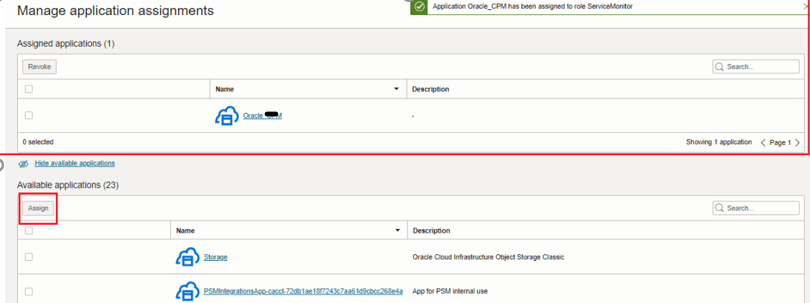 Manage application assignments
Application Oracle_CPM has been assigned to role ServiceMonitor
Assigned applications (1)
Revoke
Search...
Name
Description
Oracle_
-
0 selected
Showing 1 application
Page 1
Hide available applications
Available applications (23)
Assign
Search...
Name
Description
Storage
Oracle Cloud Infrastructure Object Storage Classic
PSMIntegrationsApp-cacct-72db1ae18f7243c7aa61d9cbcc268e4a
App for PSM internal use